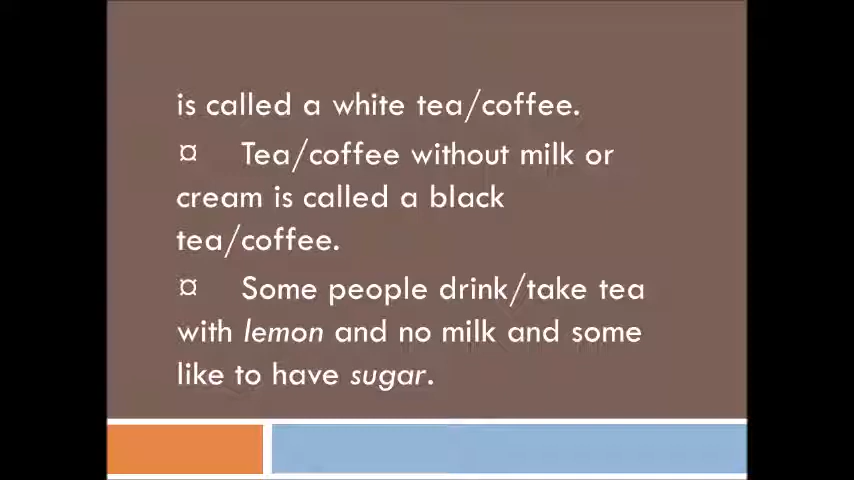 is called a white tea/coffee.
¤ Tea/coffee without milk or
cream is called a black
tea/coffee.
¤ Some people drink/take tea
with lemon and no milk and some
like to have sugar.